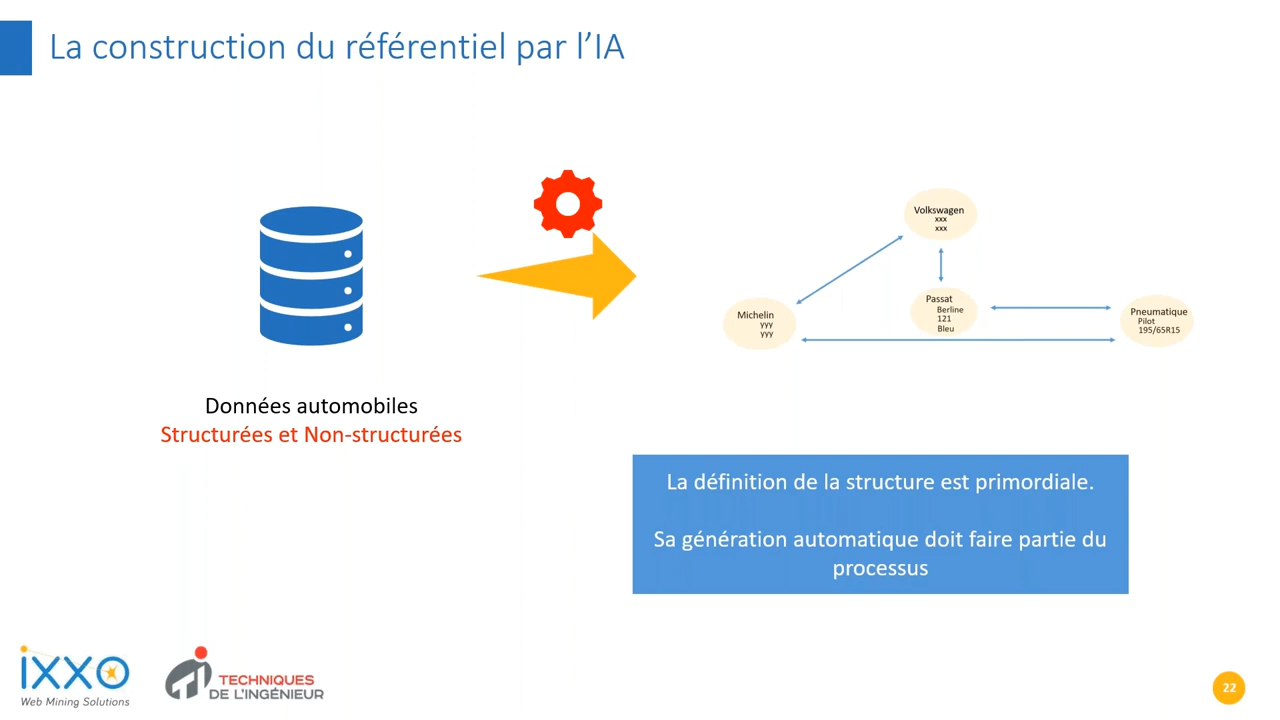 La construction du référentiel par l’IA
Volkswagen
xxx
xxx
Michelin
yyy
yyy
Passat
Berline
121
Bleu
Pneumatique
Pilot
195/65R15
Données automobiles
Structurées et Non-structurées
La définition de la structure est primordiale.
Sa génération automatique doit faire partie du
processus
ixxo
Web Mining Solutions
TECHNIQUES
DE L'INGÉNIEUR
22